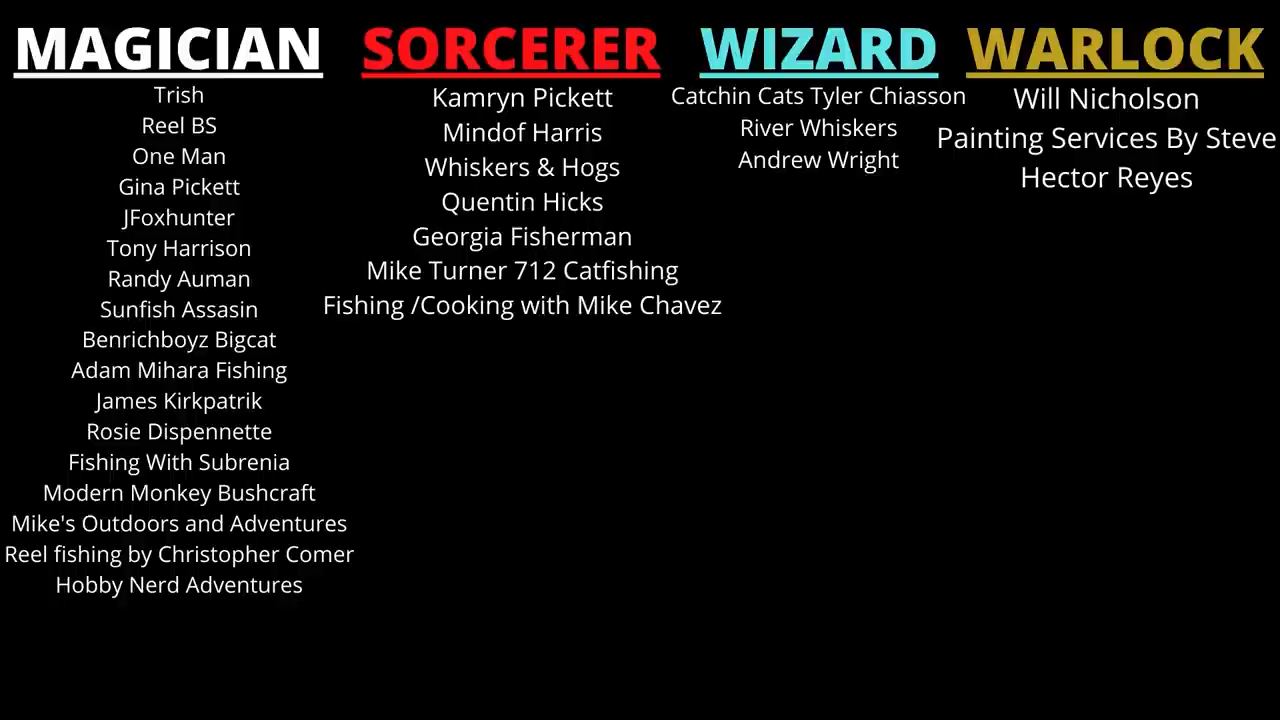 MAGICIAN
Trish
Reel BS
One Man
Gina Pickett
JFoxhunter
Tony Harrison
Randy Auman
Sunfish Assasin
Benrichboyz Bigcat
Adam Mihara Fishing
James Kirkpatrik
Rosie Dispennette
Fishing With Subrenia
Modern Monkey Bushcraft
Mike's Outdoors and Adventures
Reel fishing by Christopher Comer
Hobby Nerd Adventures
SORCERER
Kamryn Pickett
Mindof Harris
Whiskers & Hogs
Quentin Hicks
Georgia Fisherman
Mike Turner 712 Catfishing
Fishing /Cooking with Mike Chavez
WIZARD
Catchin Cats Tyler Chiasson
River Whiskers
Andrew Wright
WARLOCK
Will Nicholson
Painting Services By Steve
Hector Reyes